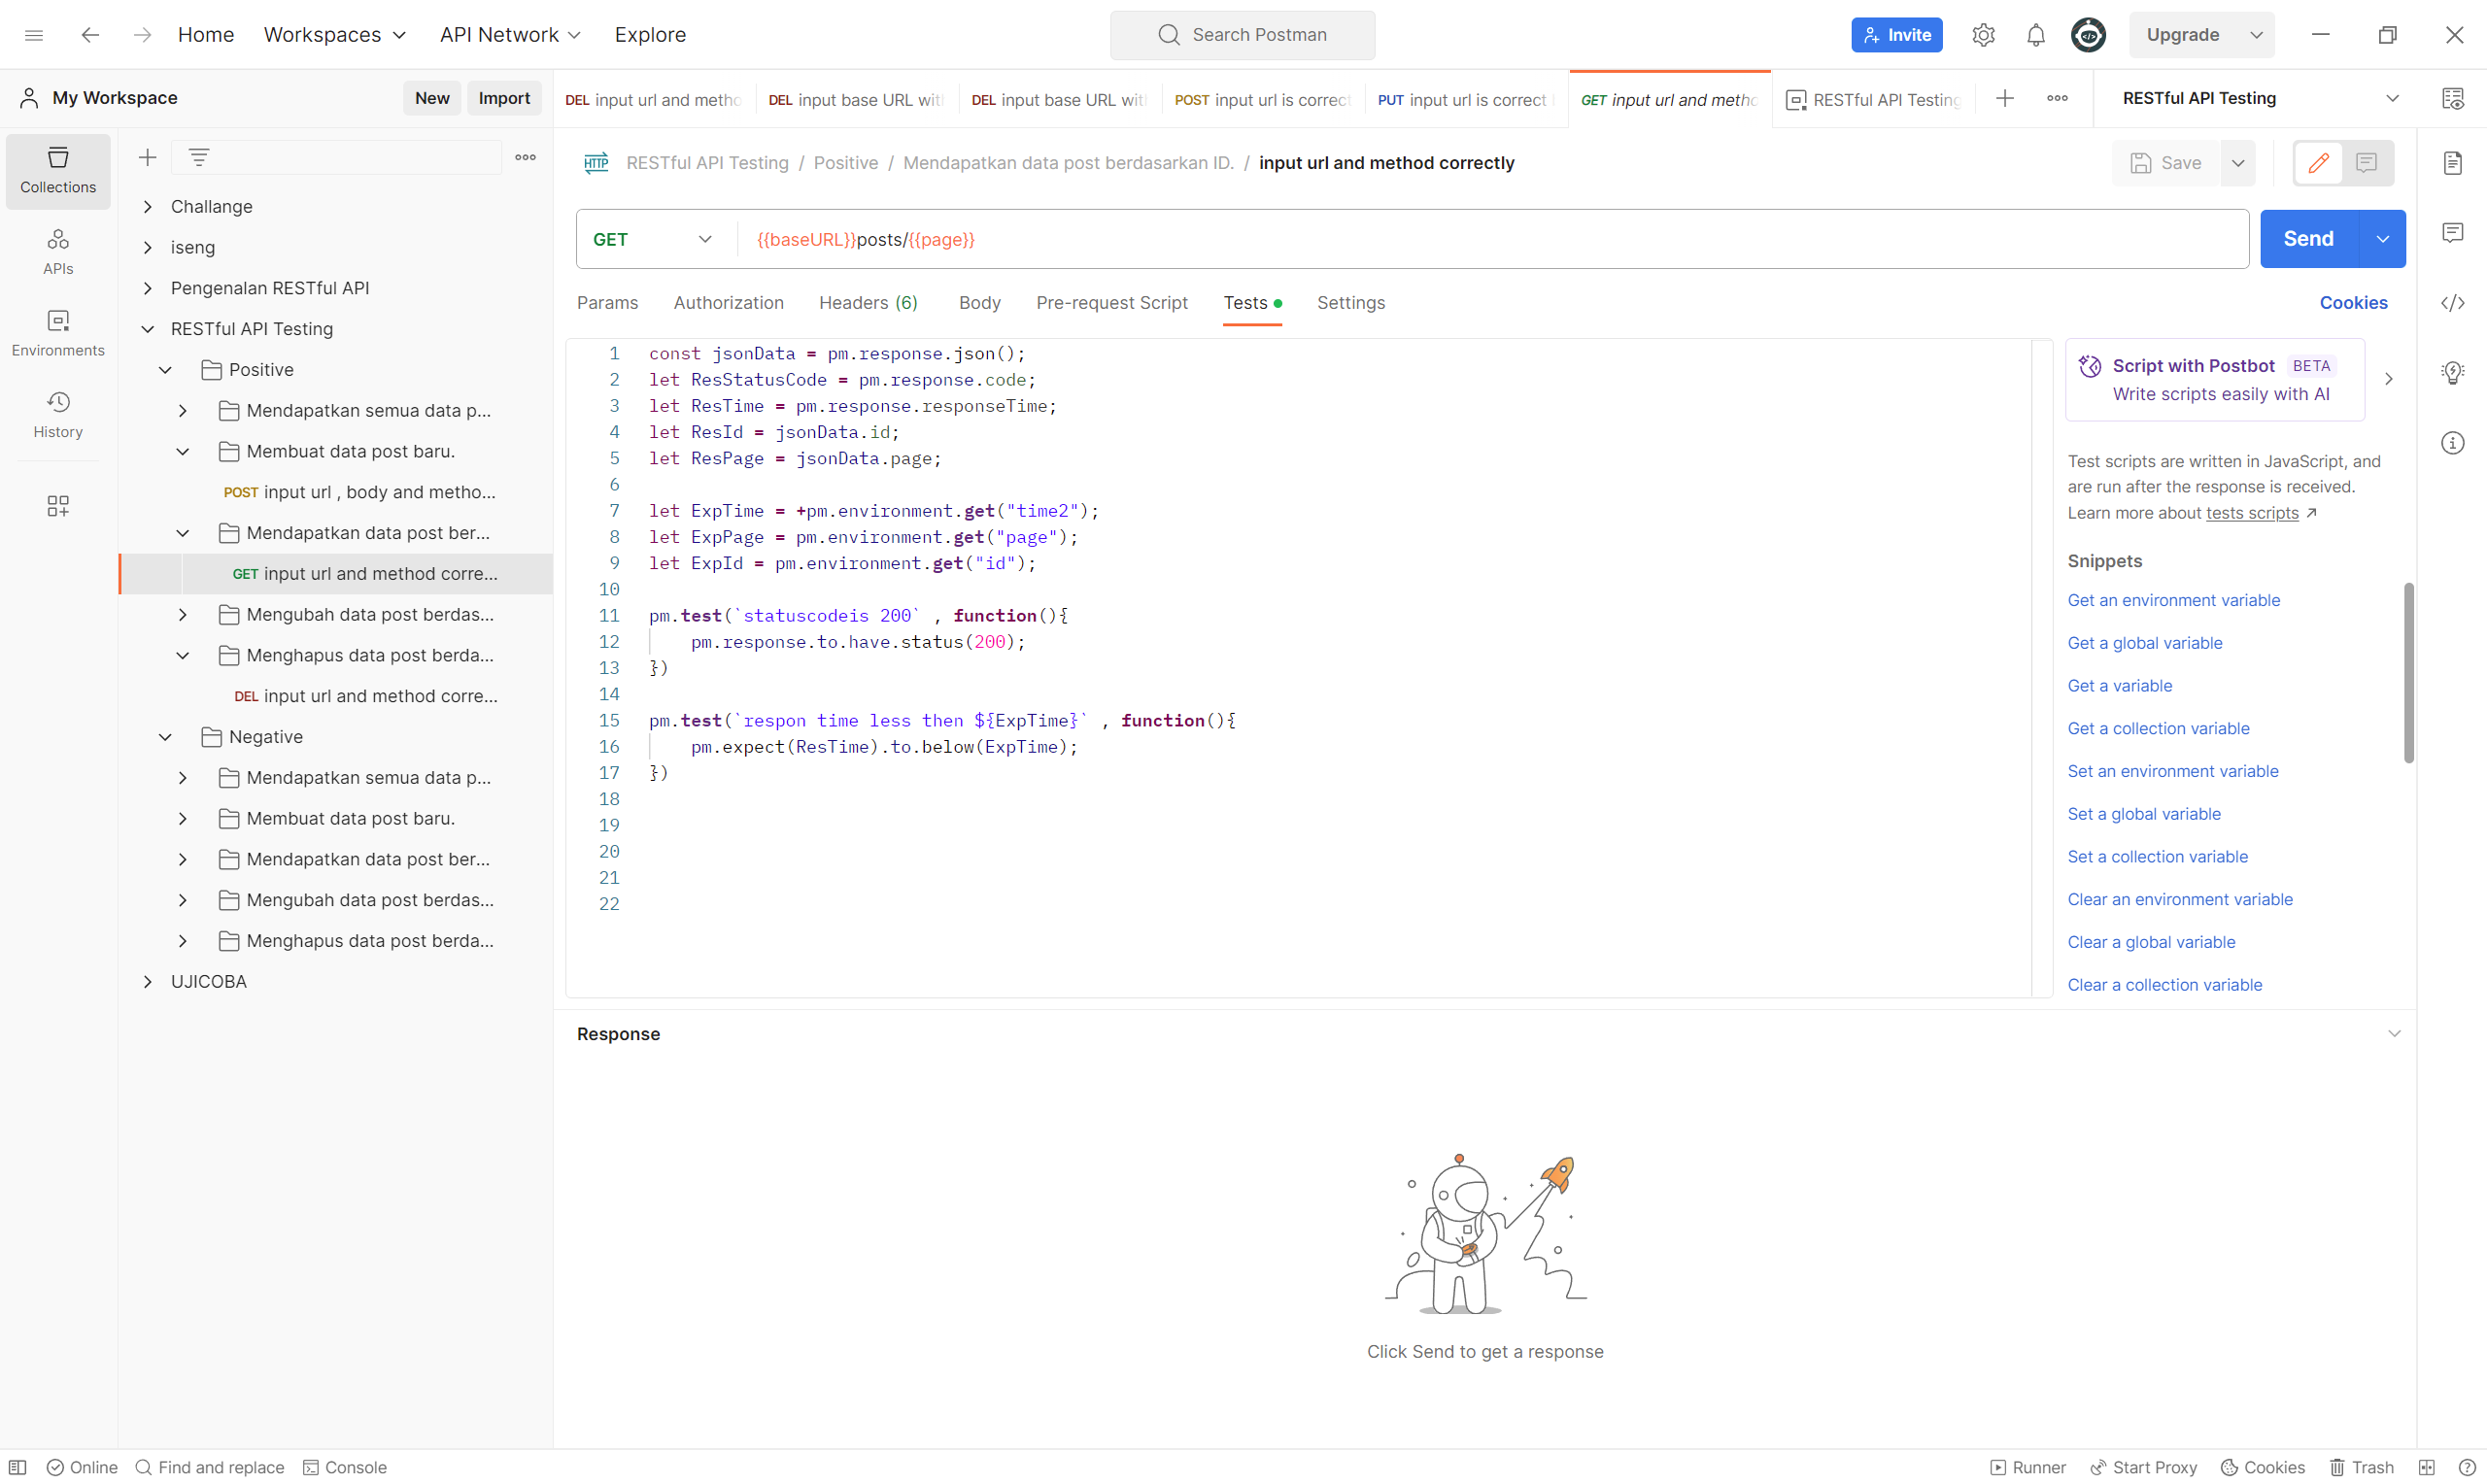 Home Workspaces API Network Explore Search Postman Invite Upgrade
My Workspace New Import
DEL input url and metho DEL input base URL wit DEL input base URL wit POST input url is correct PUT input url is correct GET input url and metho RESTful API Testing RESTful API Testing
Collections
APIs
Environments
History
Challange
iseng
Pengenalan RESTful API
RESTful API Testing
Positive
Mendapatkan semua data p...
Membuat data post baru.
POST input url , body and metho...
Mendapatkan data post ber...
GET input url and method corre...
Mengubah data post berdas...
Menghapus data post berda...
DEL input url and method corre...
Negative
Mendapatkan semua data p...
Membuat data post baru.
Mendapatkan data post ber...
Mengubah data post berdas...
Menghapus data post berda...
UJICOBA
HTTP RESTful API Testing / Positive / Mendapatkan data post berdasarkan ID. / input url and method correctly Save
GET {{baseURL}}posts/{{page}} Send
Params Authorization Headers (6) Body Pre-request Script Tests Settings Cookies
1 const jsonData = pm.response.json();
2 let ResStatusCode = pm.response.code;
3 let ResTime = pm.response.responseTime;
4 let ResId = jsonData.id;
5 let ResPage = jsonData.page;
6
7 let ExpTime = +pm.environment.get("time2");
8 let ExpPage = pm.environment.get("page");
9 let ExpId = pm.environment.get("id");
10
11 pm.test(`statuscodeis 200` , function(){
12 pm.response.to.have.status(200);
13 })
14
15 pm.test(`respon time less then ${ExpTime}` , function(){
16 pm.expect(ResTime).to.below(ExpTime);
17 })
18
19
20
21
22
Script with Postbot BETA
Write scripts easily with AI
Test scripts are written in JavaScript, and
are run after the response is received.
Learn more about tests scripts
Snippets
Get an environment variable
Get a global variable
Get a variable
Get a collection variable
Set an environment variable
Set a global variable
Set a collection variable
Clear an environment variable
Clear a global variable
Clear a collection variable
Response
Click Send to get a response
Online Find and replace Console Runner Start Proxy Cookies Trash